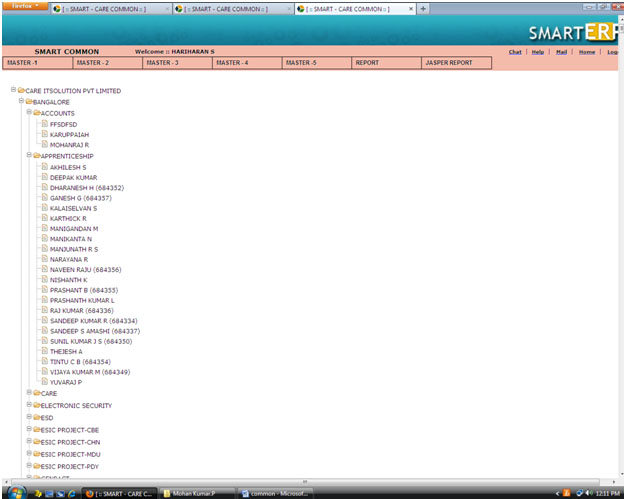 Firefox
[ :: SMART - CARE COMMON :: ]
[ :: SMART - CARE COMMON :: ]
[ :: SMART - CARE COMMON :: ]
SMARTERP
SMART COMMON
Welcome :: HARIHARAN S
Chat | Help | Mail | Home | Log
MASTER -1
MASTER - 2
MASTER - 3
MASTER - 4
MASTER -5
REPORT
JASPER REPORT
CARE ITSOLUTION PVT LIMITED
BANGALORE
ACCOUNTS
FFSDFSD
KARUPPAIAH
MOHANRAJ R
APPRENTICESHIP
AKHILESH S
DEEPAK KUMAR
DHARANESH H (684352)
GANESH G (684357)
KALAISELVAN S
KARTHICK R
MANIGANDAN M
MANIKANTA N
MANJUNATH R S
NARAYANA R
NAVEEN RAJU (684356)
NISHANTH K
PRASHANT B (684355)
PRASHANTH KUMAR L
RAJ KUMAR (684336)
SANDEEP KUMAR R (684334)
SANDEEP S AMASHI (684337)
SUNIL KUMAR J S (684350)
THEJESH A
TINTU C B (684354)
VIJAYA KUMAR M (684349)
YUVARAJ P
CARE
ELECTRONIC SECURITY
ESD
ESIC PROJECT-CBE
ESIC PROJECT-CHN
ESIC PROJECT-MDU
ESIC PROJECT-PDY
[ :: SMART - CARE C...
Mohan Kumar.P
common - Microsof...
12:11 PM